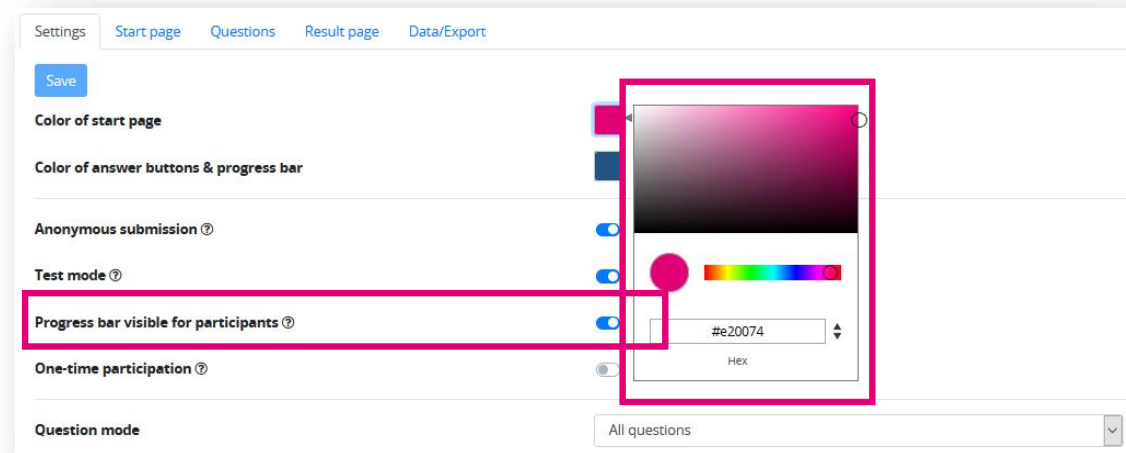 Settings Start page Questions Result page Data/Export
Save
Color of start page
Color of answer buttons & progress bar
Anonymous submission
Test mode
Progress bar visible for participants
#e20074
Hex
One-time participation
Question mode All questions